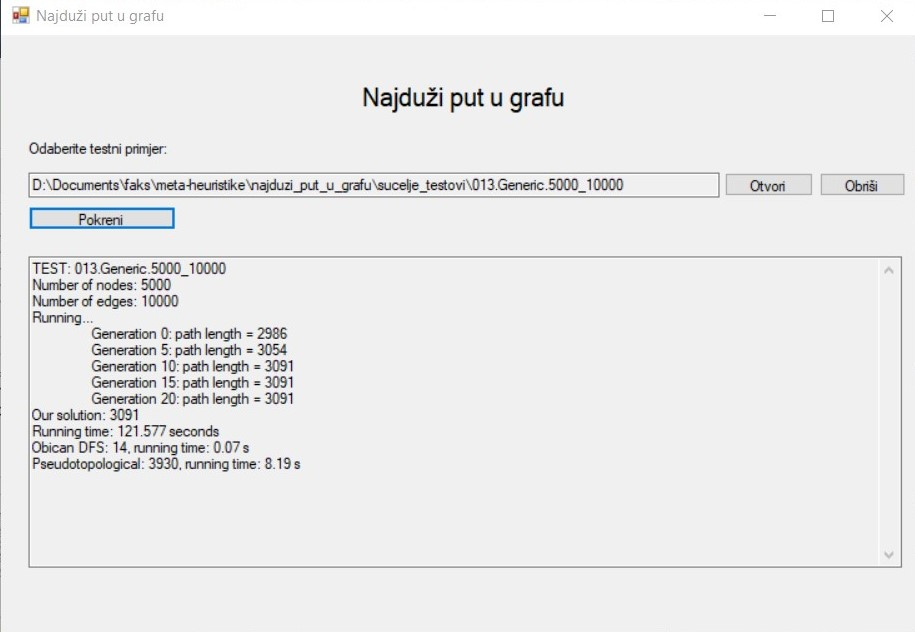 Najduži put u grafu
Najduži put u grafu
Odaberite testni primjer:
D:\Documents\faks\meta-heuristike\najduzi_put_u_grafu\sucelje_testovi\013.Generic.5000_10000
Otvori
Obriši
Pokreni
TEST: 013.Generic.5000_10000
Number of nodes: 5000
Number of edges: 10000
Running...
Generation 0: path length = 2986
Generation 5: path length = 3054
Generation 10: path length = 3091
Generation 15: path length = 3091
Generation 20: path length = 3091
Our solution: 3091
Running time: 121.577 seconds
Obican DFS: 14, running time: 0.07 s
Pseudotopological: 3930, running time: 8.19 s